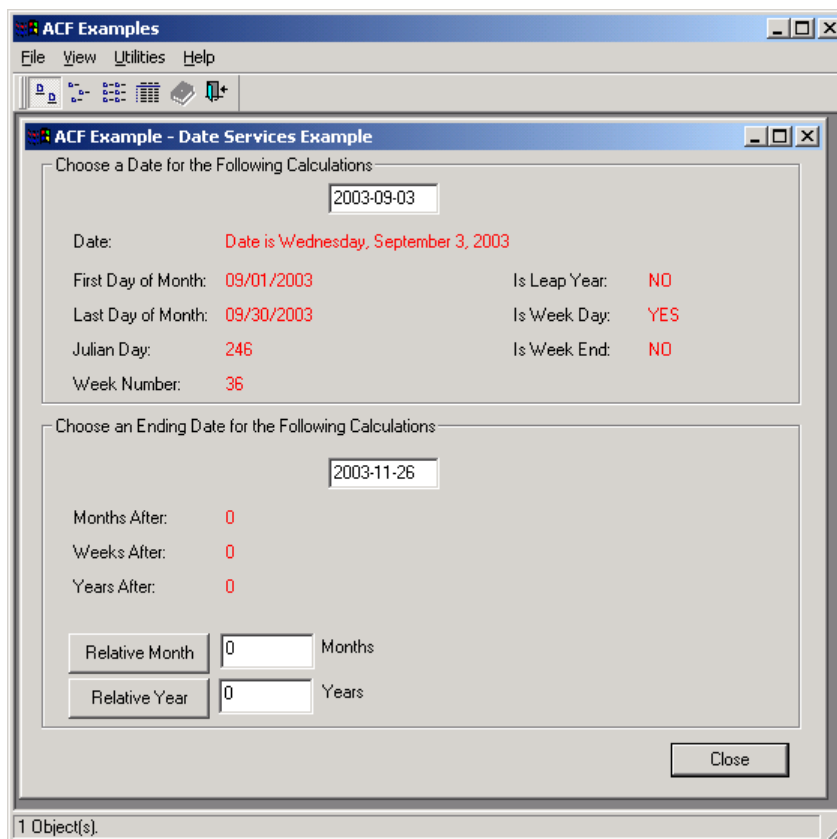 ACF Examples
File View Utilities Help
ACF Example - Date Services Example
Choose a Date for the Following Calculations
2003-09-03
Date: Date is Wednesday, September 3, 2003
First Day of Month: 09/01/2003 Is Leap Year: NO
Last Day of Month: 09/30/2003 Is Week Day: YES
Julian Day: 246 Is Week End: NO
Week Number: 36
Choose an Ending Date for the Following Calculations
2003-11-26
Months After: 0
Weeks After: 0
Years After: 0
Relative Month 0 Months
Relative Year 0 Years
Close
1 Object(s).